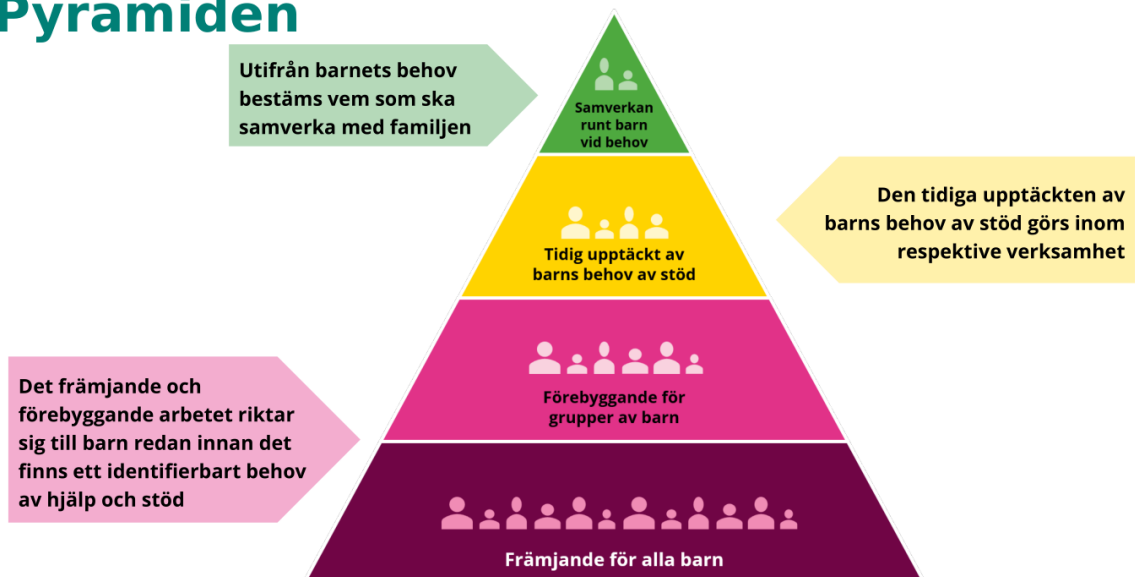 Pyramiden
Utifrån barnets behov
bestäms vem som ska
samverka med familjen
Samverkan
runt barn
vid behov
Den tidiga upptäckten av
barns behov av stöd görs inom
respektive verksamhet
Tidig upptäckt av
barns behov av stöd
Det främjande och
förebyggande arbetet riktar
sig till barn redan innan det
finns ett identifierbart behov
av hjälp och stöd
Förebyggande för
grupper av barn
Främjande för alla barn